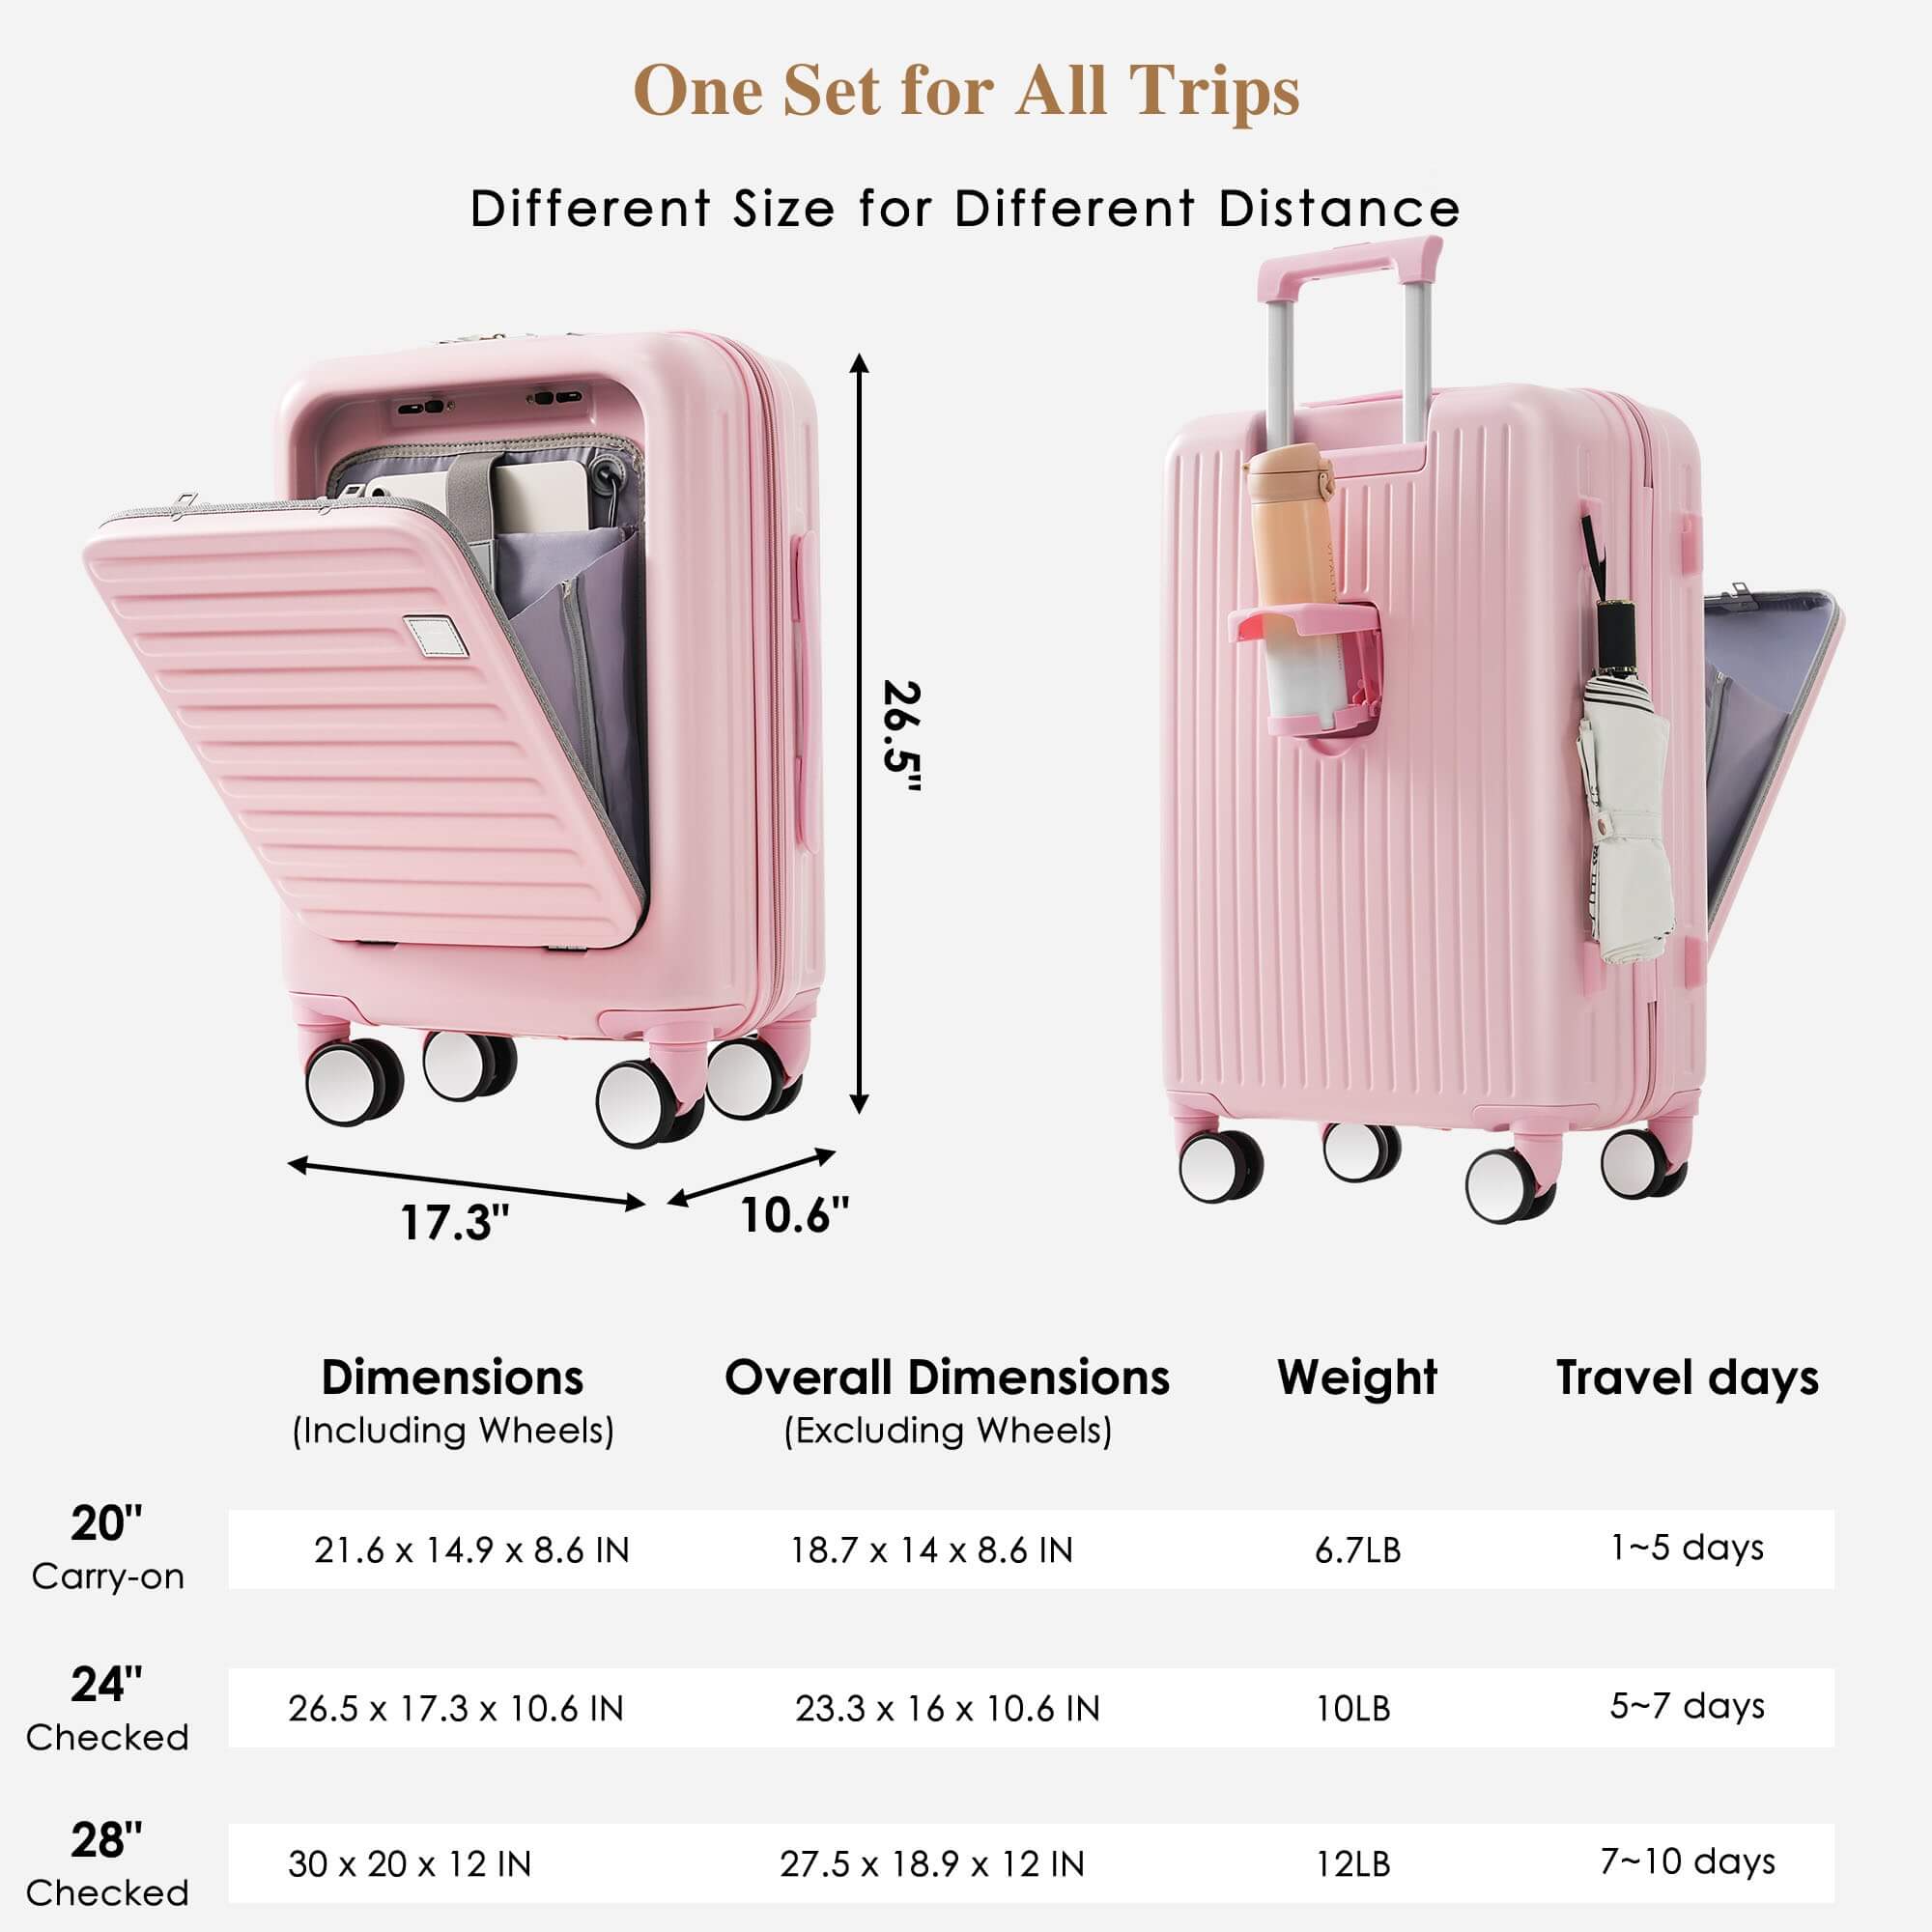 One Set for All Trips
Different Size for Different Distance
26.5"
17.3"
10.6"
Dimensions Overall Dimensions Weight Travel days
(Including Wheels) (Excluding Wheels)
20"
Carry-on
21.6 x 14.9 x 8.6 IN 18.7 x 14 x 8.6 IN 6.7LB 1~5 days
24"
Checked
26.5 x 17.3 x 10.6 IN 23.3 x 16 x 10.6 IN 10LB 5~7 days
28"
Checked
30 x 20 x 12 IN 27.5 x 18.9 x 12 IN 12LB 7~10 days